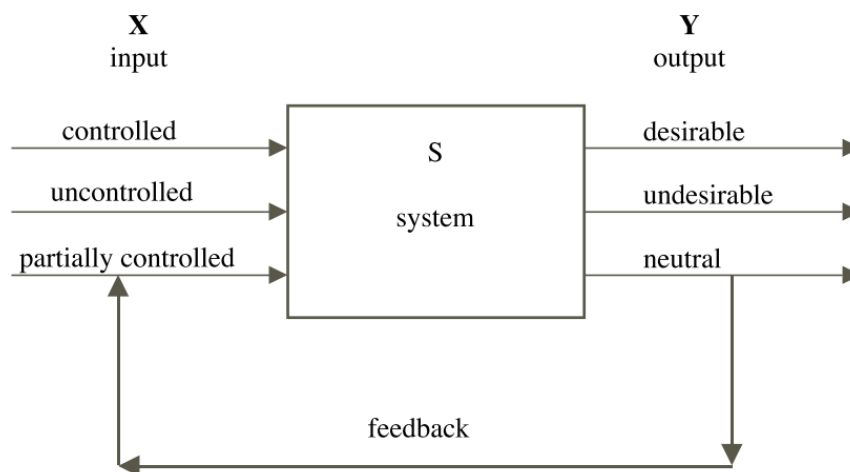 X
input
Y
output
controlled
uncontrolled
partially controlled
S
system
desirable
undesirable
neutral
feedback